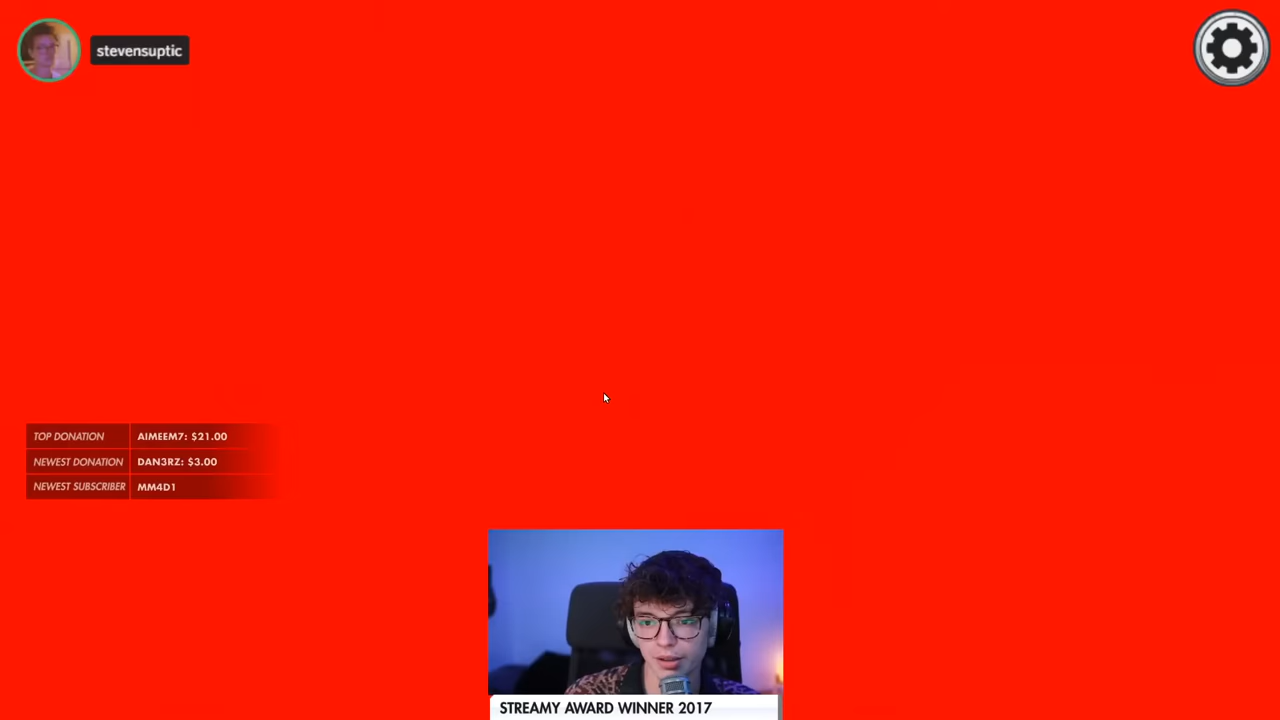 stevensuptic
TOP DONATION AIMEEM7: $21.00
NEWEST DONATION DAN3RZ: $3.00
NEWEST SUBSCRIBER MM4D1
STREAMY AWARD WINNER 2017